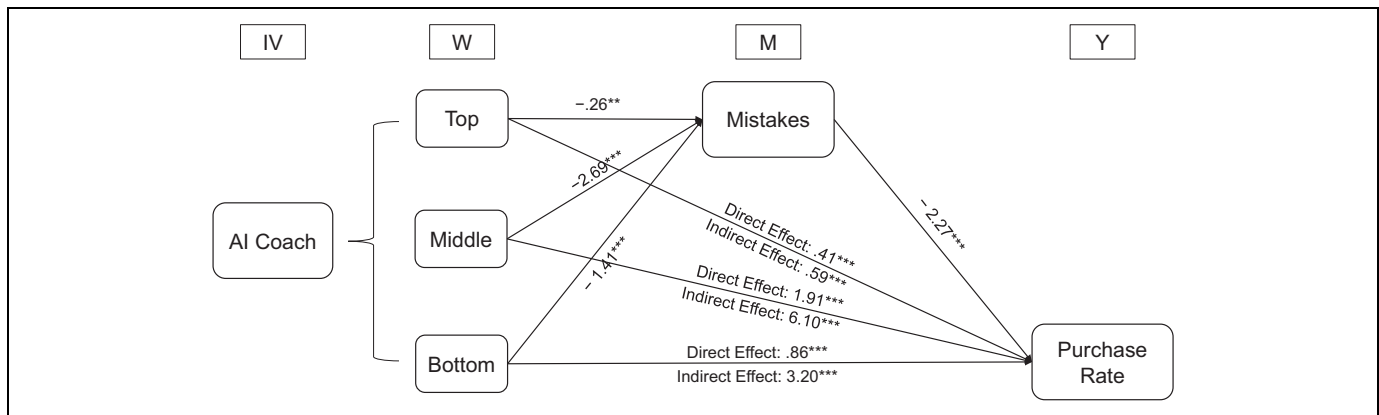 IV
W
M
Y
Top
−.26**
Mistakes
−2.69***
AI Coach
Middle
−1.41***
−2.27***
Direct Effect: .41***
Indirect Effect: .59***
Direct Effect: 1.91***
Indirect Effect: 6.10***
Bottom
Direct Effect: .86***
Indirect Effect: 3.20***
Purchase
Rate